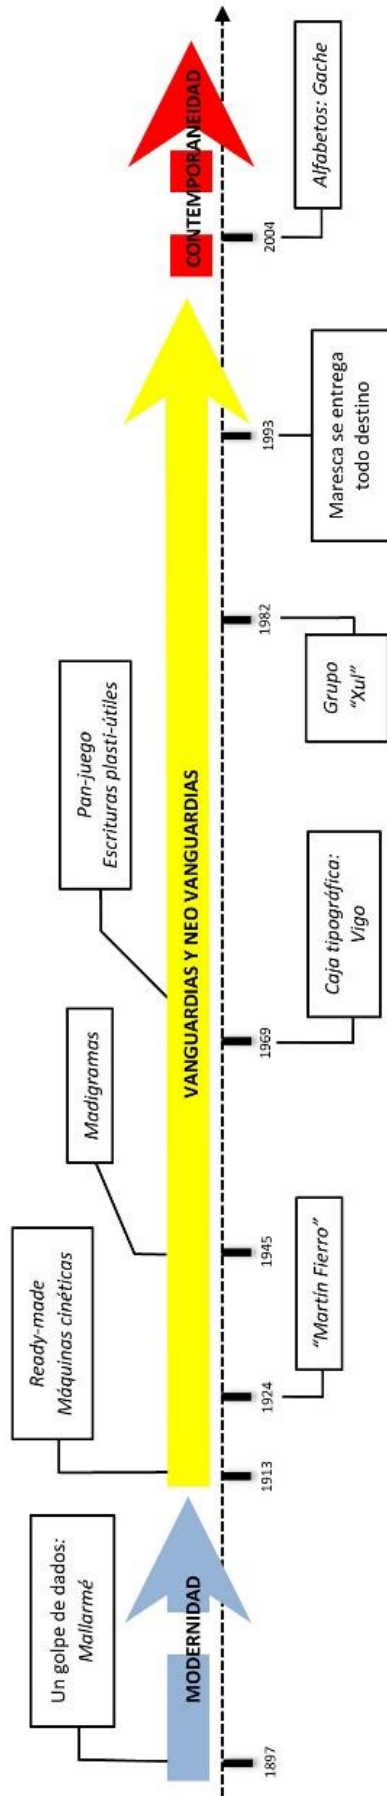 Un golpe de dados:
Mallarmé
Ready-made
Máquinas cinéticas
Madigramas
Pan-juego
Escrituras plasti-útiles
MODERNIDAD
VANGUARDIAS Y NEO VANGUARDIAS
CONTEMPORANEIDAD
1897
1913
1924
1945
1969
1982
1993
2004
"Martín Fierro"
Caja tipográfica:
Vigo
Grupo
"Xul"
Maresca se entrega
todo destino
Alfabetos: Gache